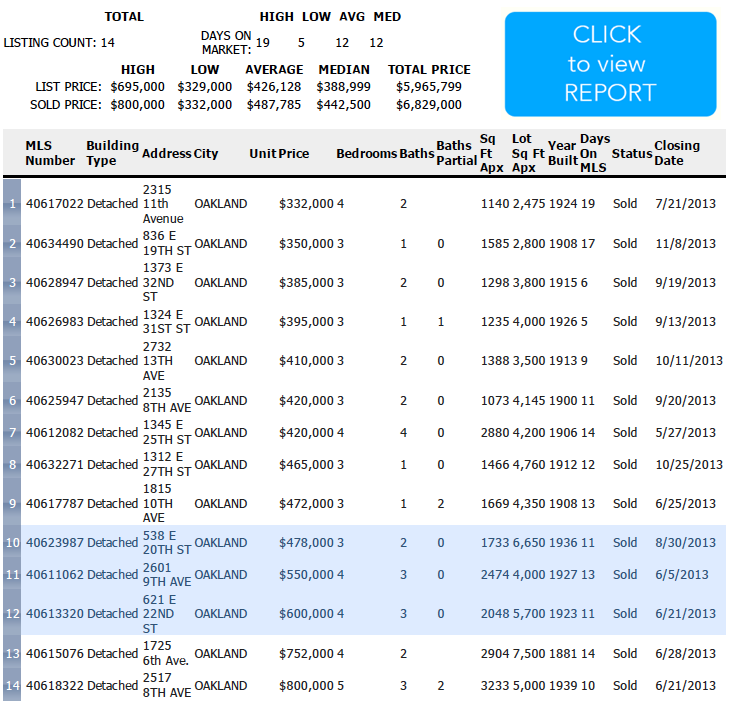 TOTAL HIGH LOW AVG MED
LISTING COUNT: 14 DAYS ON MARKET: 19 5 12 12
HIGH LOW AVERAGE MEDIAN TOTAL PRICE
LIST PRICE: $695,000 $329,000 $426,128 $388,999 $5,965,799
SOLD PRICE: $800,000 $332,000 $487,785 $442,500 $6,829,000
CLICK
to view
REPORT
MLS Number Building Type Address City Unit Price Bedrooms Baths Baths Partial Sq Ft Apx Lot Sq Ft Apx Year Built Days On MLS Status Closing Date
1 40617022 Detached 2315 11th Avenue OAKLAND $332,000 4 2 1140 2,475 1924 19 Sold 7/21/2013
2 40634490 Detached 836 E 19TH ST OAKLAND $350,000 3 1 0 1585 2,800 1908 17 Sold 11/8/2013
3 40628947 Detached 1373 E 32ND ST OAKLAND $385,000 3 2 0 1298 3,800 1915 6 Sold 9/19/2013
4 40626983 Detached 1324 E 31ST ST OAKLAND $395,000 3 1 1 1235 4,000 1926 5 Sold 9/13/2013
5 40630023 Detached 2732 13TH AVE OAKLAND $410,000 3 2 0 1388 3,500 1913 9 Sold 10/11/2013
6 40625947 Detached 2135 8TH AVE OAKLAND $420,000 3 2 0 1073 4,145 1900 11 Sold 9/20/2013
7 40612082 Detached 1345 E 25TH ST OAKLAND $420,000 4 4 0 2880 4,200 1906 14 Sold 5/27/2013
8 40632271 Detached 1312 E 27TH ST OAKLAND $465,000 3 1 0 1466 4,760 1912 12 Sold 10/25/2013
9 40617787 Detached 1815 10TH AVE OAKLAND $472,000 3 1 2 1669 4,350 1908 13 Sold 6/25/2013
10 40623987 Detached 538 E 20TH ST OAKLAND $478,000 3 2 0 1733 6,650 1936 11 Sold 8/30/2013
11 40611062 Detached 2601 9TH AVE OAKLAND $550,000 4 3 0 2474 4,000 1927 13 Sold 6/5/2013
12 40613320 Detached 621 E 22ND ST OAKLAND $600,000 4 3 0 2048 5,700 1923 11 Sold 6/21/2013
13 40615076 Detached 1725 6th Ave. OAKLAND $752,000 4 2 2904 7,500 1881 14 Sold 6/28/2013
14 40618322 Detached 2517 8TH AVE OAKLAND $800,000 5 3 2 3233 5,000 1939 10 Sold 6/21/2013